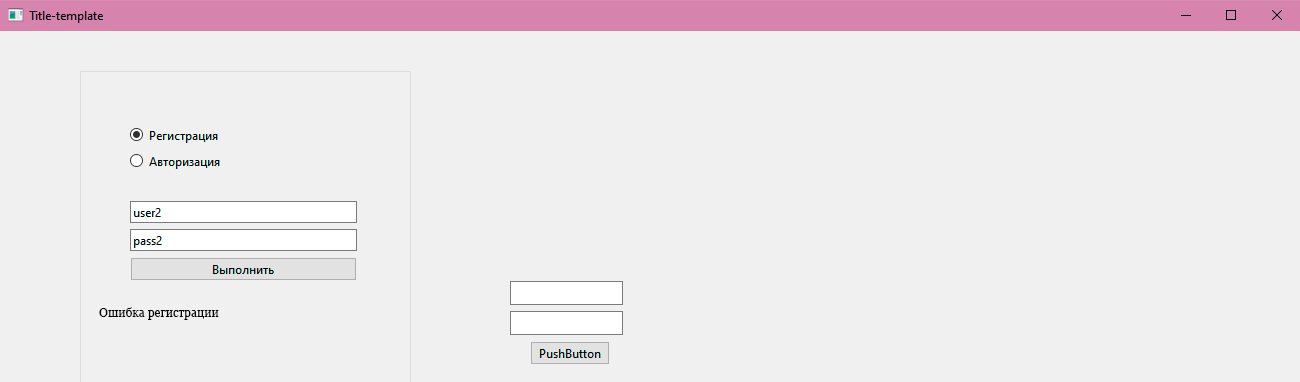 Title-template
Регистрация
Авторизация
user2
pass2
Выполнить
Ошибка регистрации
PushButton